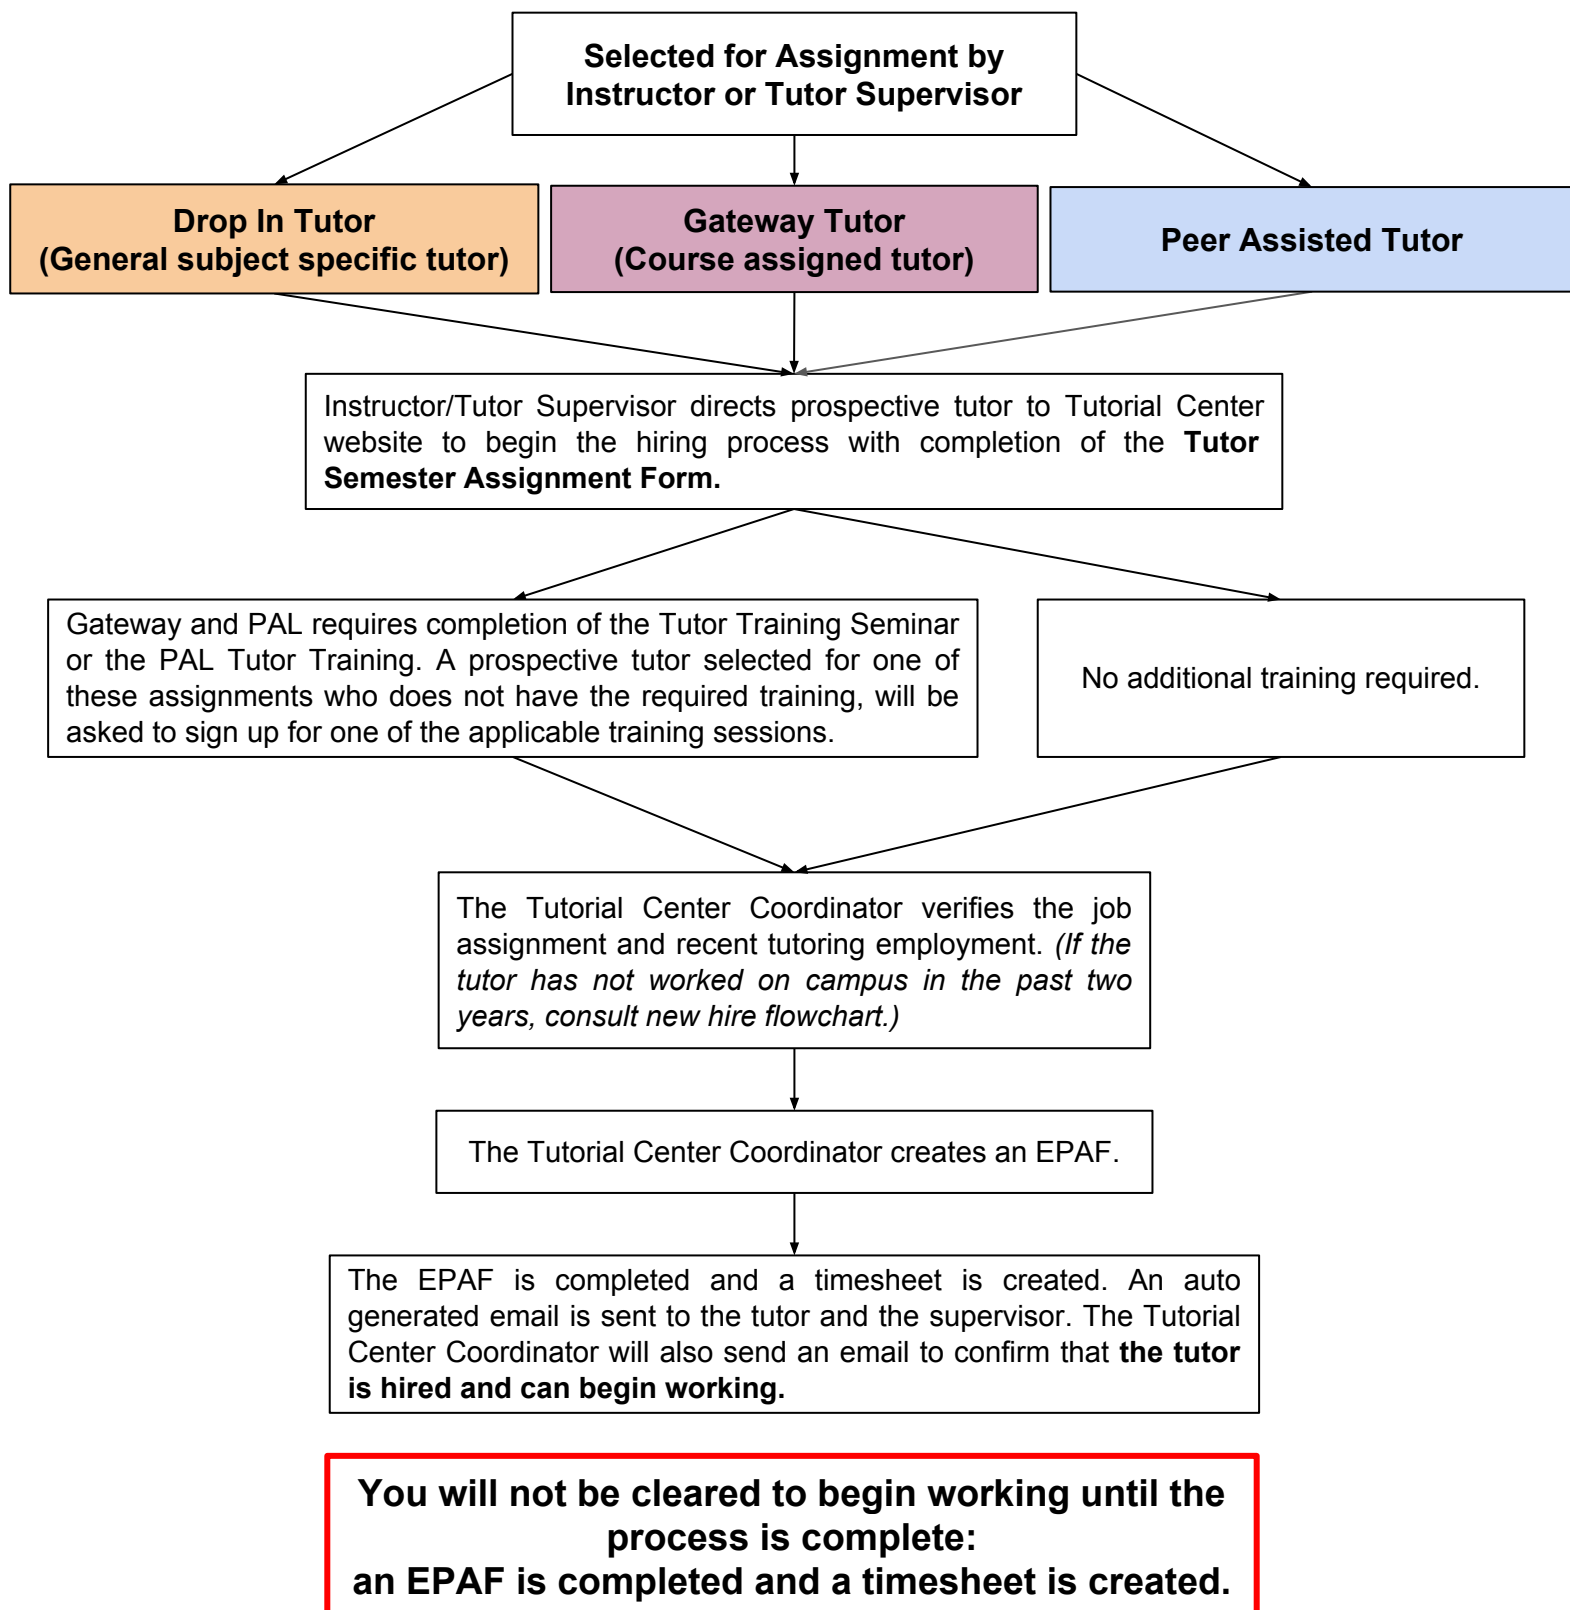 Selected for Assignment by
Instructor or Tutor Supervisor
Drop In Tutor
(General subject specific tutor)
Gateway Tutor
(Course assigned tutor)
Peer Assisted Tutor
Instructor/Tutor Supervisor directs prospective tutor to Tutorial Center
website to begin the hiring process with completion of the Tutor
Semester Assignment Form.
Gateway and PAL requires completion of the Tutor Training Seminar
or the PAL Tutor Training. A prospective tutor selected for one of
these assignments who does not have the required training, will be
asked to sign up for one of the applicable training sessions.
No additional training required.
The Tutorial Center Coordinator verifies the job
assignment and recent tutoring employment. (If the
tutor has not worked on campus in the past two
years, consult new hire flowchart.)
The Tutorial Center Coordinator creates an EPAF.
The EPAF is completed and a timesheet is created. An auto
generated email is sent to the tutor and the supervisor. The Tutorial
Center Coordinator will also send an email to confirm that the tutor
is hired and can begin working.
You will not be cleared to begin working until the
process is complete:
an EPAF is completed and a timesheet is created.